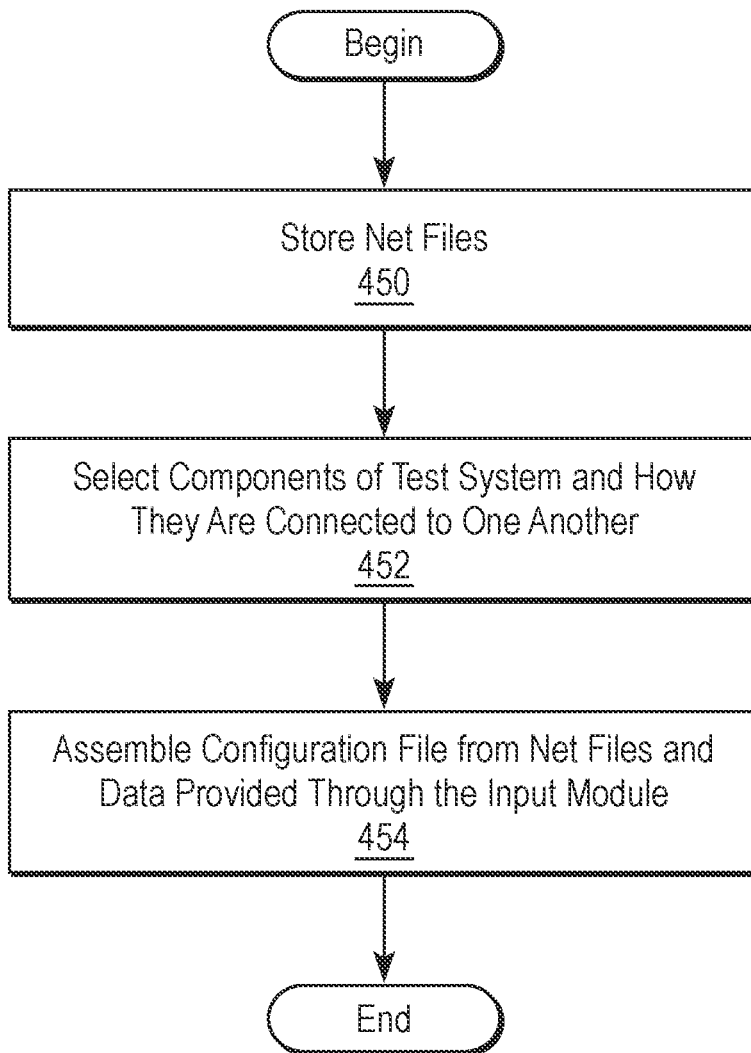 Begin
Store Net Files
450
Select Components of Test System and How
They Are Connected to One Another
452
Assemble Configuration File from Net Files and
Data Provided Through the Input Module
454
End